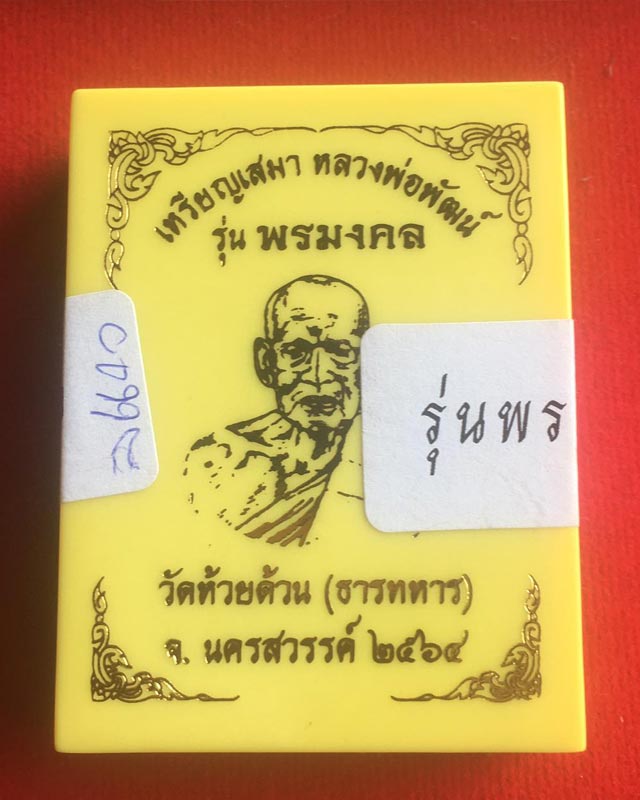 เหรียญเสมา หลวงพ่อพัฒน์
รุ่น พรมงคล
รุ่นพร
วัดห้วยด้วน (ธารทหาร)
จ. นครสวรรค์ ๒๕๖๔